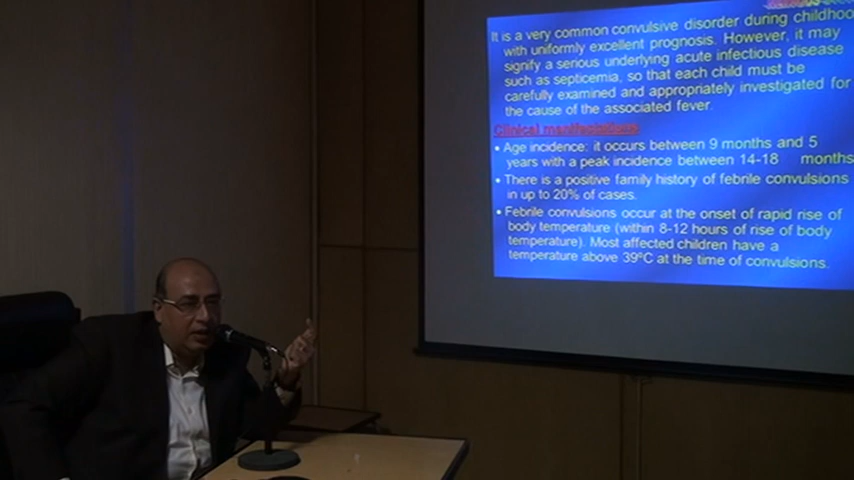 It is a very common convulsive disorder during childhoo
with uniformly excellent prognosis. However, it may
signify a serious underlying acute infectious disease
such as septicemia, so that each child must be
carefully examined and appropriately investigated for
the cause of the associated fever.
Clinical manifestations
• Age incidence: it occurs between 9 months and 5
years with a peak incidence between 14-18 months
• There is a positive family history of febrile convulsions
in up to 20% of cases.
• Febrile convulsions occur at the onset of rapid rise of
body temperature (within 8-12 hours of rise of body
temperature). Most affected children have a
temperature above 39ºC at the time of convulsions.